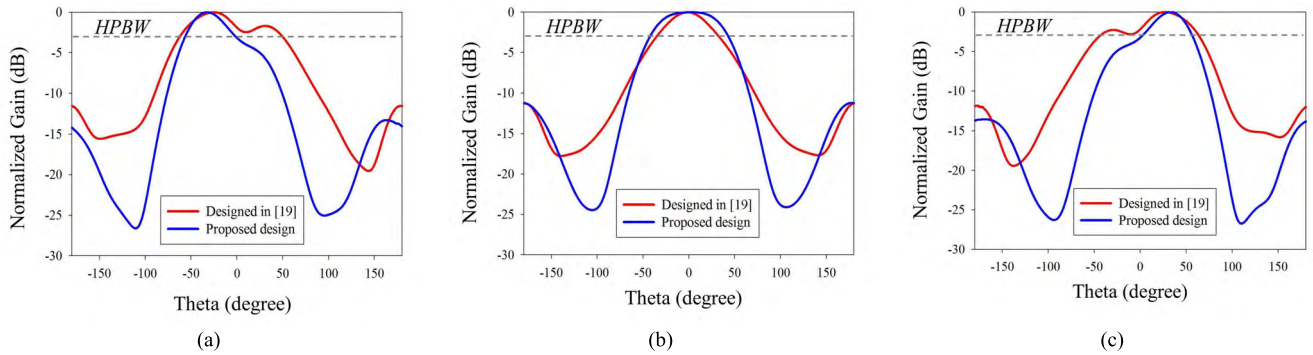 0
-5
-10
-15
-20
-25
-30
Normalized Gain (dB)
HPBW
Designed in [19]
Proposed design
-150 -100 -50 0 50 100 150
Theta (degree)
(a)
0
-5
-10
-15
-20
-25
-30
Normalized Gain (dB)
HPBW
Designed in [19]
Proposed design
-150 -100 -50 0 50 100 150
Theta (degree)
(b)
0
-5
-10
-15
-20
-25
-30
Normalized Gain (dB)
HPBW
Designed in [19]
Proposed design
-150 -100 -50 0 50 100 150
Theta (degree)
(c)